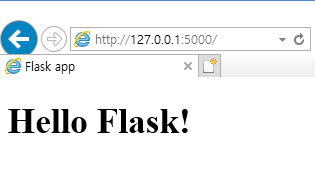 http://127.0.0.1:5000/
Flask app
Hello Flask!